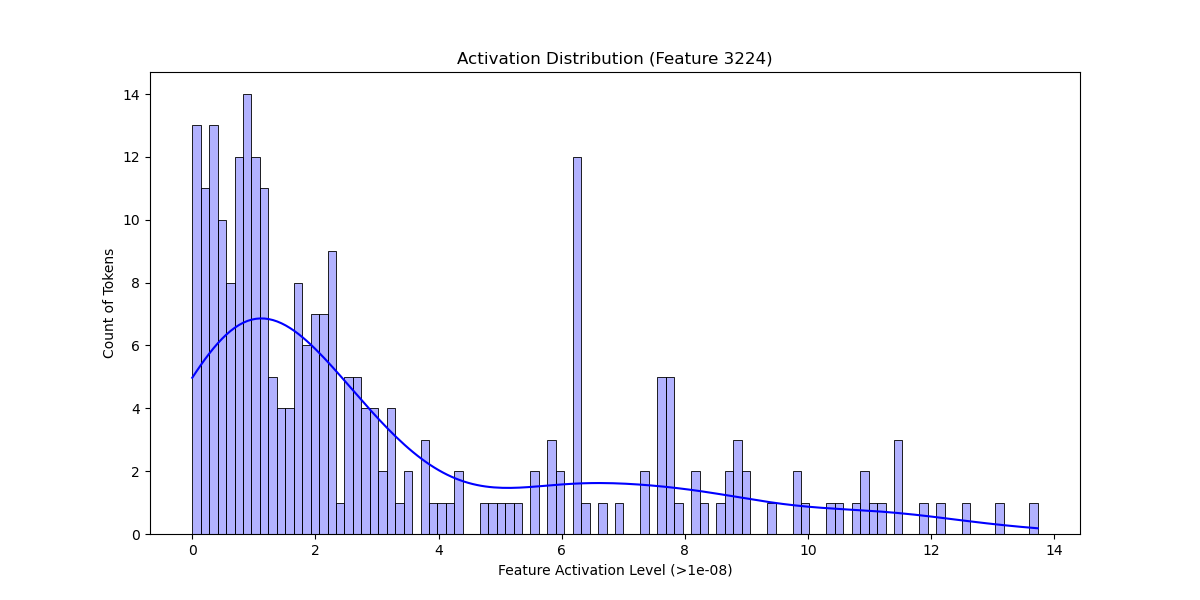 Activation Distribution (Feature 3224)
14
12
10
8
6
4
2
0
Count of Tokens
0 2 4 6 8 10 12 14
Feature Activation Level (>1e-08)